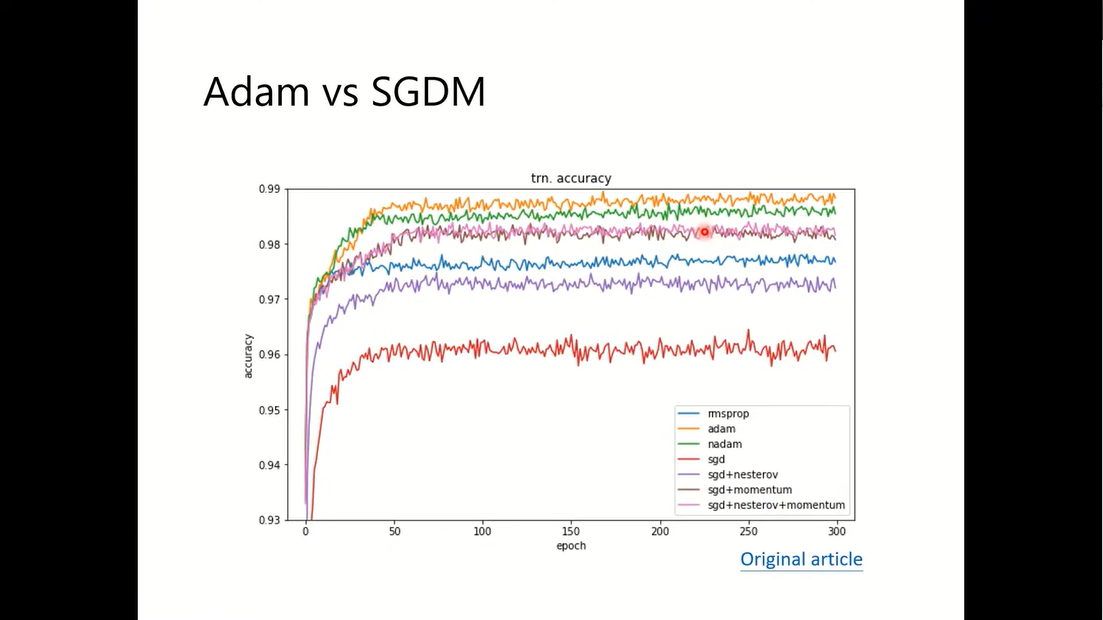 Adam vs SGDM
trn. accuracy
0.99
0.98
0.97
0.96
0.95
0.94
0.93
accuracy
rmsprop
adam
nadam
sgd
sgd+nesterov
sgd+momentum
sgd+nesterov+momentum
0 50 100 150 200 250 300
epoch
Original article